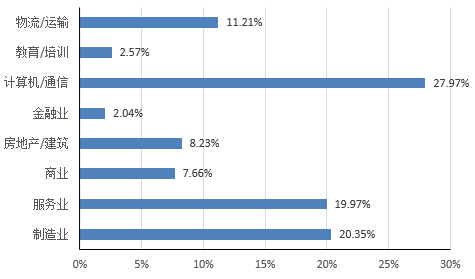 物流/运输 11.21%
教育/培训 2.57%
计算机/通信 27.97%
金融业 2.04%
房地产/建筑 8.23%
商业 7.66%
服务业 19.97%
制造业 20.35%
0% 5% 10% 15% 20% 25% 30%